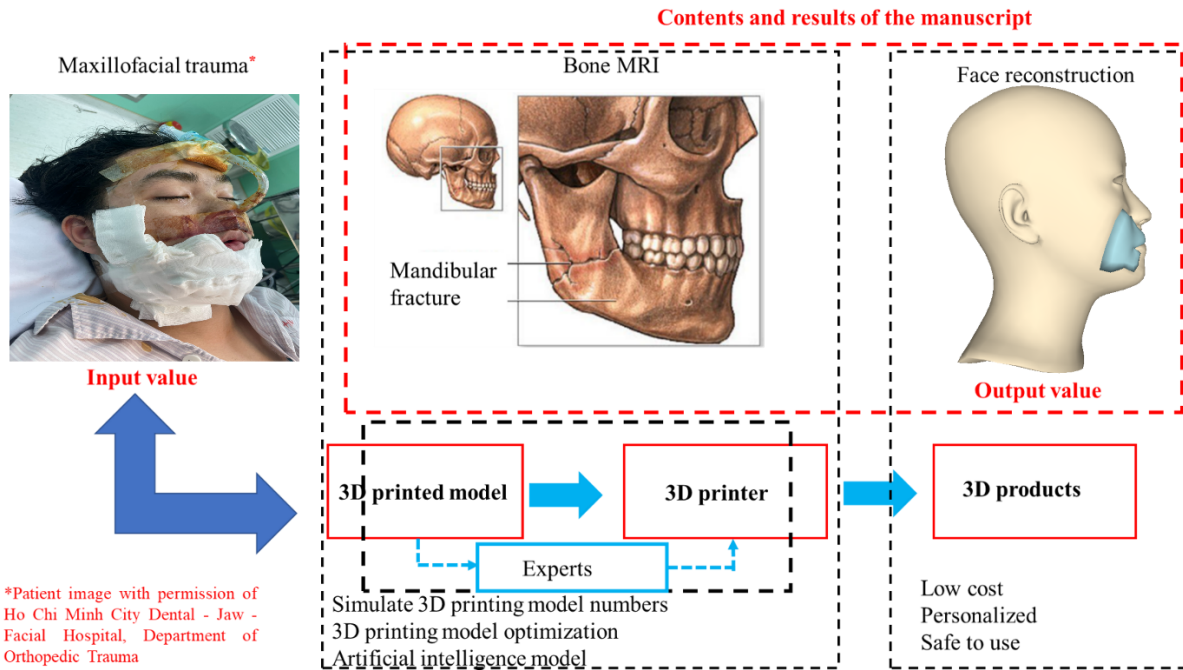 Contents and results of the manuscript
Maxillofacial trauma*
Bone MRI
Face reconstruction
Mandibular
fracture
Input value
Output value
3D printed model
3D printer
3D products
Experts
*Patient image with permission of
Ho Chi Minh City Dental - Jaw -
Facial Hospital, Department of
Orthopedic Trauma
Simulate 3D printing model numbers
3D printing model optimization
Artificial intelligence model
Low cost
Personalized
Safe to use